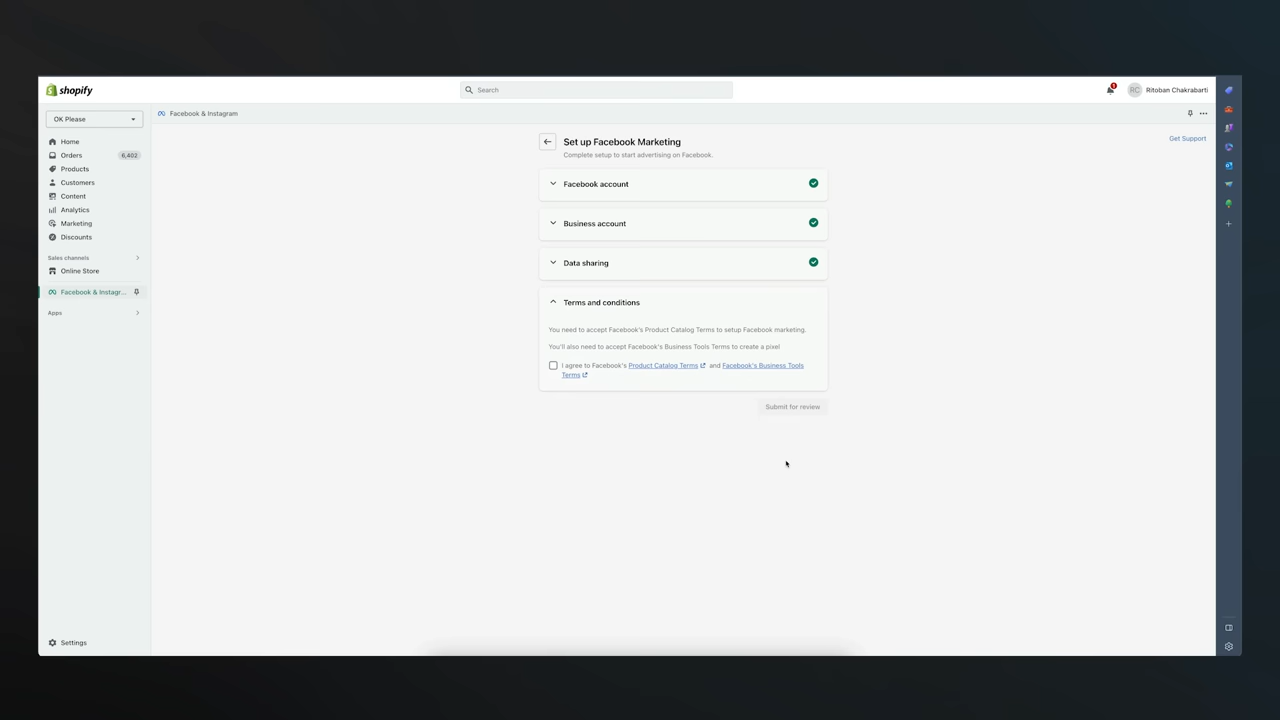 shopify
Search
1
RC
Ritoban Chakrabarti
OK Please
Facebook & Instagram
Home
Orders 6,402
Products
Customers
Content
Analytics
Marketing
Discounts
Sales channels
Online Store
Facebook & Instagr...
Apps
Settings
Get Support
Set up Facebook Marketing
Complete setup to start advertising on Facebook.
Facebook account
Business account
Data sharing
Terms and conditions
You need to accept Facebook's Product Catalog Terms to setup Facebook marketing.
You'll also need to accept Facebook's Business Tools Terms to create a pixel
I agree to Facebook's Product Catalog Terms and Facebook's Business Tools
Terms
Submit for review